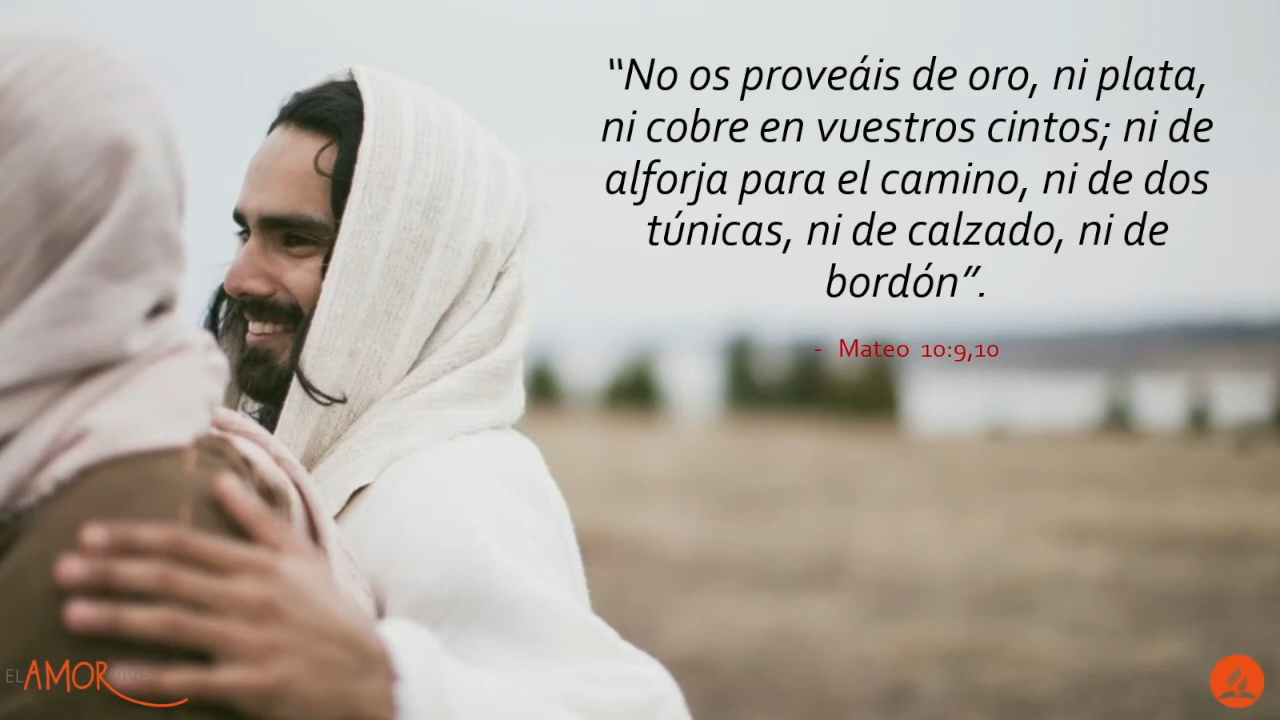 “No os proveáis de oro, ni plata,
ni cobre en vuestros cintos; ni de
alforja para el camino, ni de dos
túnicas, ni de calzado, ni de
bordón”.
- Mateo 10:9,10
EL AMOR VIVE